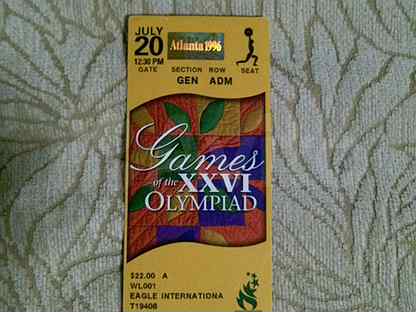 JULY
20
12:30 PM
Atlanta 1996
GATE SECTION ROW SEAT
GEN ADM
Games
of the XXVI
OLYMPIAD
$22.00 A
WL001
EAGLE INTERNATIONA
T19408